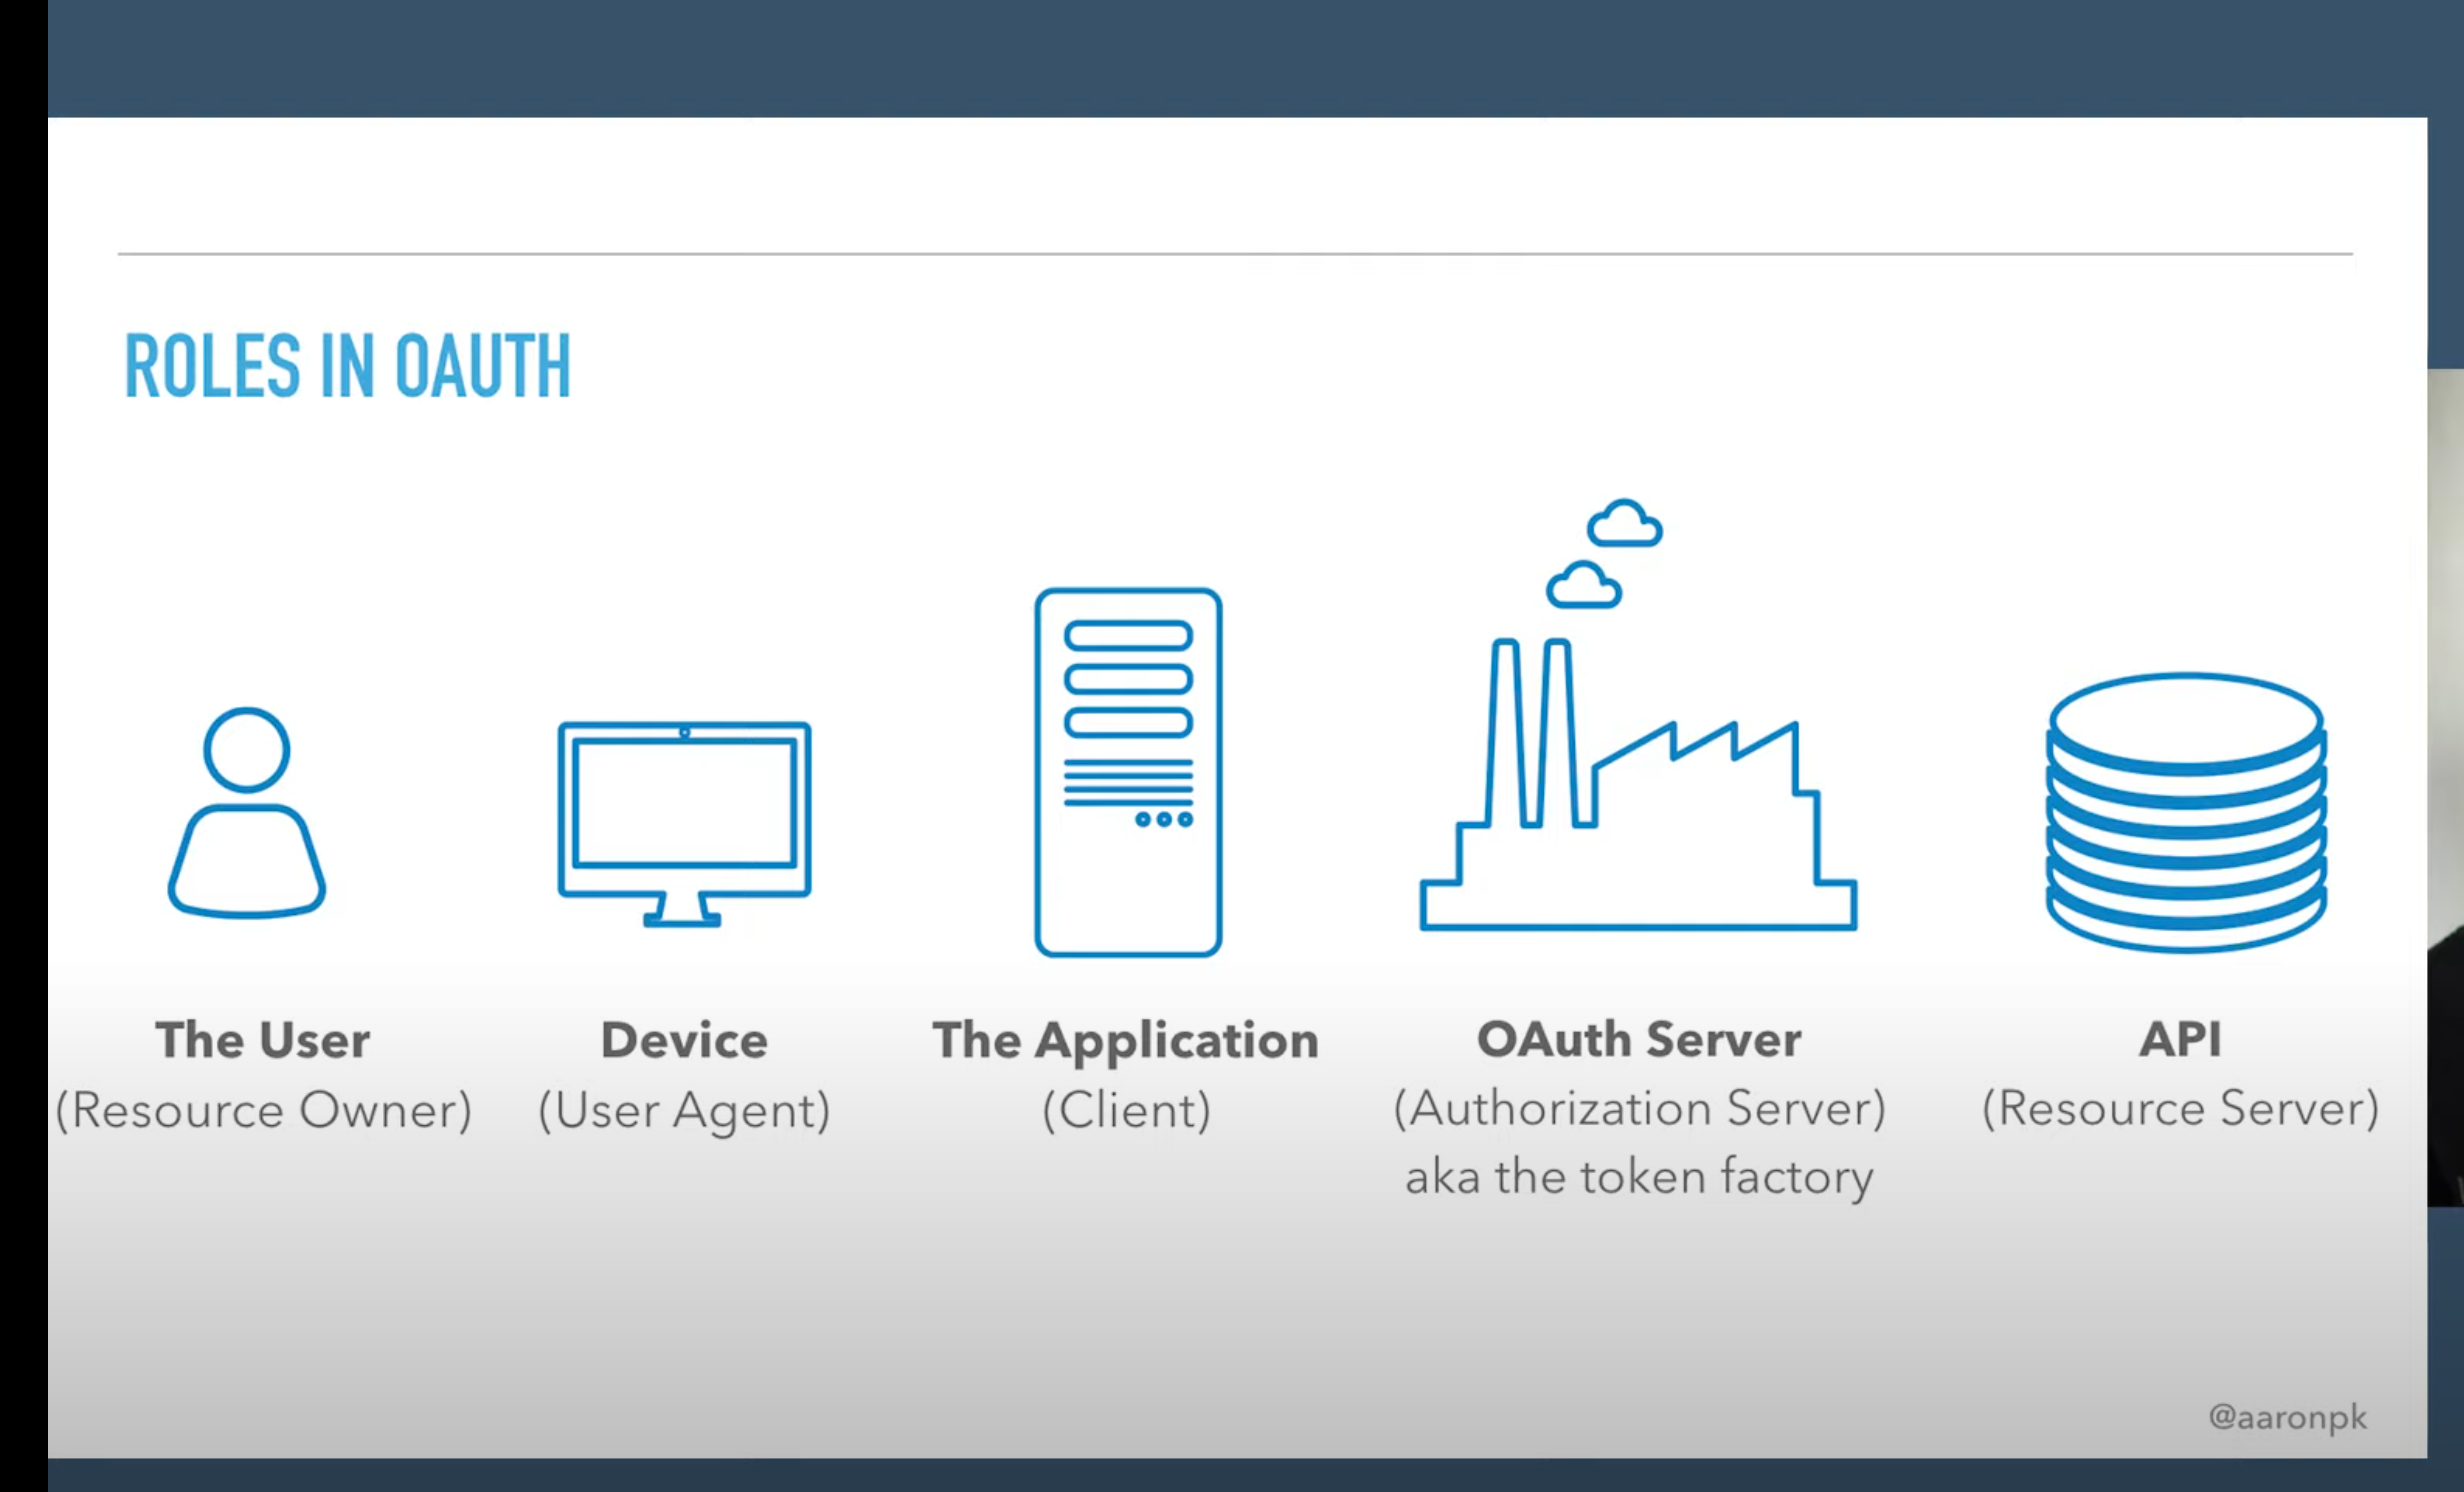 ROLES IN OAUTH
The User
(Resource Owner)
Device
(User Agent)
The Application
(Client)
OAuth Server
(Authorization Server)
aka the token factory
API
(Resource Server)
@aaronpk